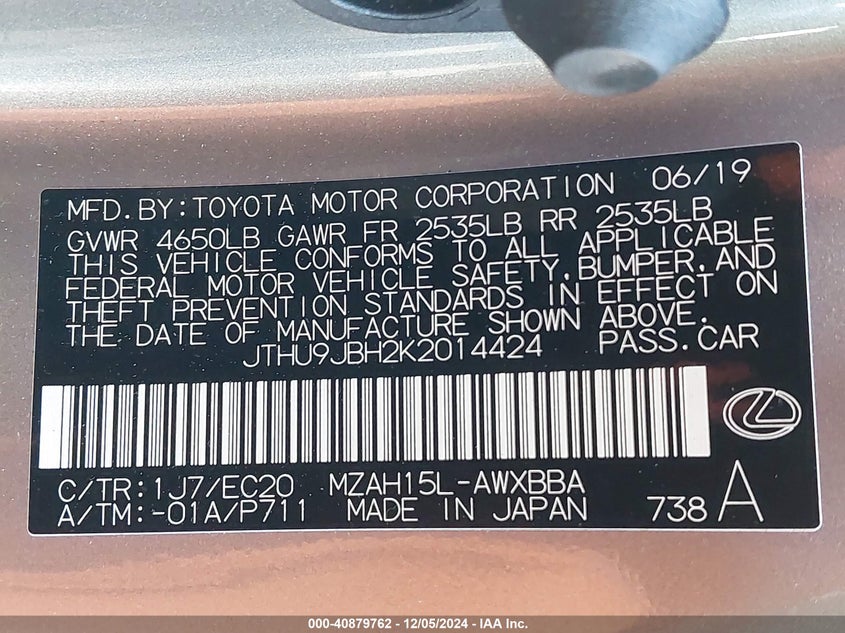 MFD.BY:TOYOTA MOTOR CORPORATION 06/19
GVWR 4650LB GAWR FR 2535LB RR 2535LB
THIS VEHICLE CONFORMS TO ALL APPLICABLE
FEDERAL MOTOR VEHICLE SAFETY,BUMPER,AND
THEFT PREVENTION STANDARDS IN EFFECT ON
THE DATE OF MANUFACTURE SHOWN ABOVE.
JTHU9JBH2K2014424 PASS.CAR
C/TR:1J7/EC20 MZAH15L-AWXBBA
A/TM:-01A/P711 MADE IN JAPAN 738 A
000-40879762 - 12/05/2024 - IAA Inc.